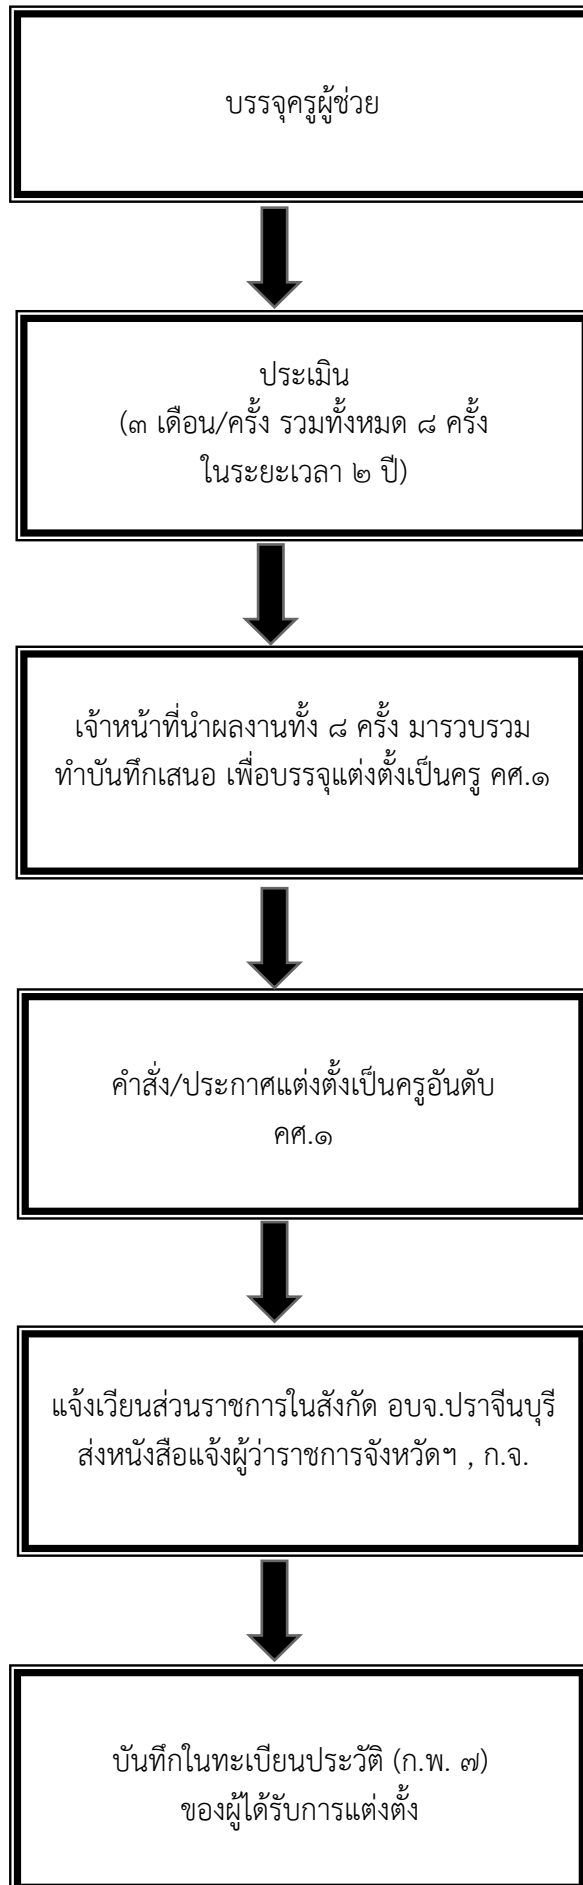 บรรจุครูผู้ช่วย
ประเมิน
(๓ เดือน/ครั้ง รวมทั้งหมด ๘ ครั้ง
ในระยะเวลา ๒ ปี)
เจ้าหน้าที่นำผลงานทั้ง ๘ ครั้ง มารวบรวม
ทำบันทึกเสนอ เพื่อบรรจุแต่งตั้งเป็นครู คศ.๑
คำสั่ง/ประกาศแต่งตั้งเป็นครูอันดับ
คศ.๑
แจ้งเวียนส่วนราชการในสังกัด อบจ.ปราจีนบุรี
ส่งหนังสือแจ้งผู้ว่าราชการจังหวัดฯ , ก.จ.
บันทึกในทะเบียนประวัติ (ก.พ. ๗)
ของผู้ได้รับการแต่งตั้ง